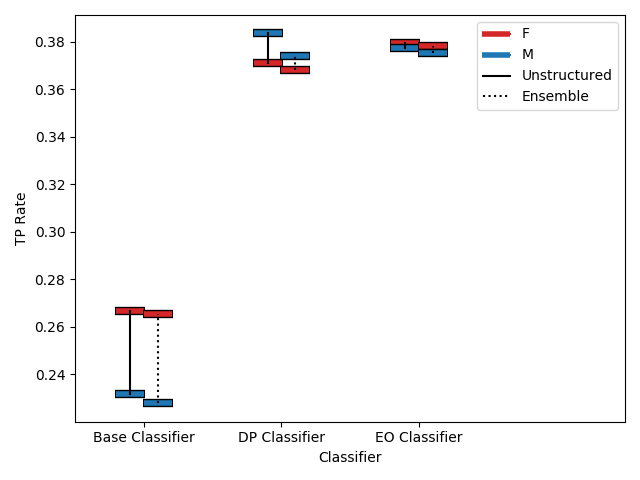 F
M
Unstructured
Ensemble
0.38
0.36
0.34
0.32
0.30
0.28
0.26
0.24
TP Rate
Base Classifier
DP Classifier
EO Classifier
Classifier